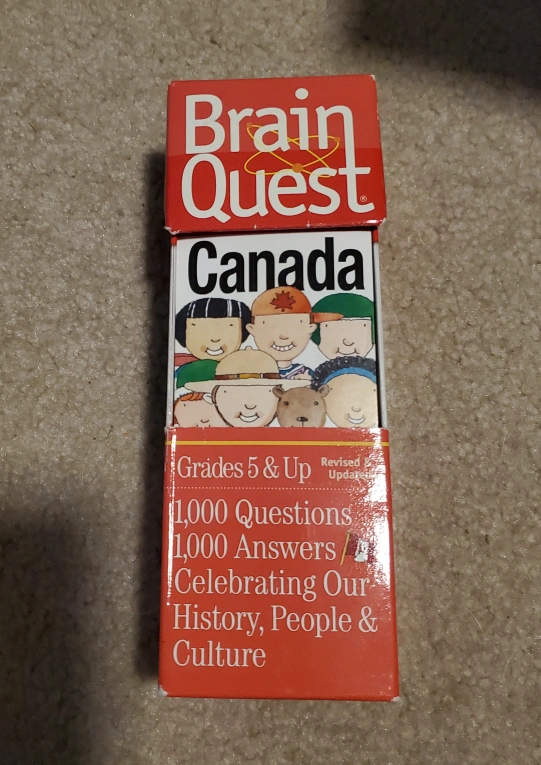 Brain
Quest®
Canada
Grades 5 & Up
Revised &
Updated
1,000 Questions
1,000 Answers
Celebrating Our
History, People &
Culture